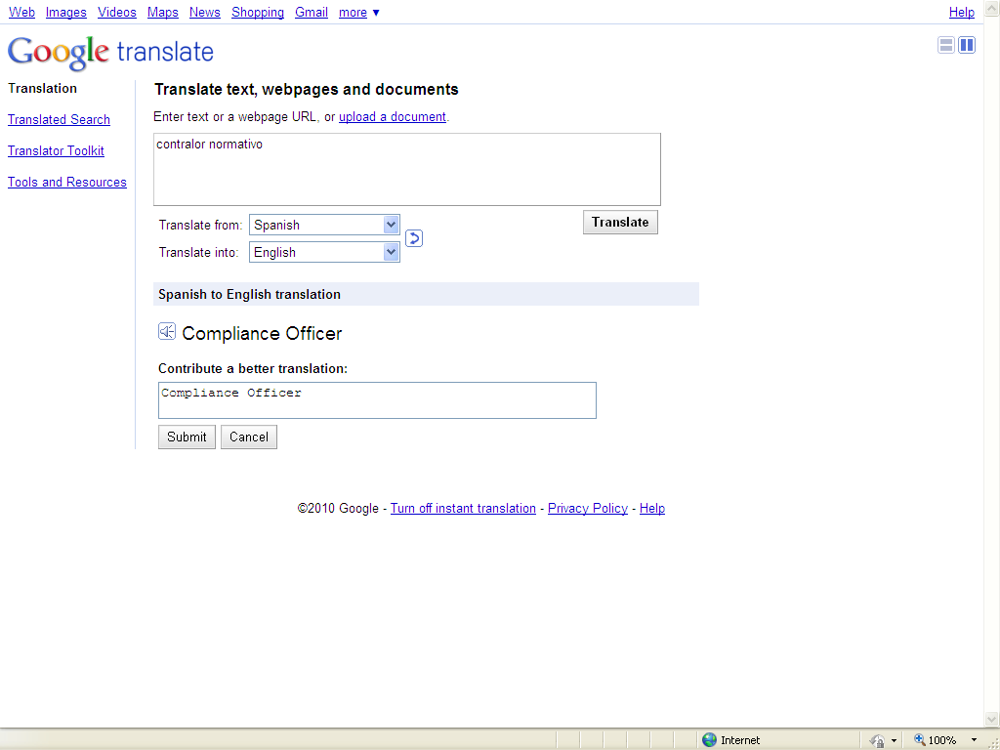 Web Images Videos Maps News Shopping Gmail more ▼ Help
Google translate
Translation
Translated Search
Translator Toolkit
Tools and Resources
Translate text, webpages and documents
Enter text or a webpage URL, or upload a document.
contralor normativo
Translate from: Spanish
Translate
Translate into: English
Spanish to English translation
Compliance Officer
Contribute a better translation:
Compliance Officer
Submit Cancel
©2010 Google - Turn off instant translation - Privacy Policy - Help
Internet 100%